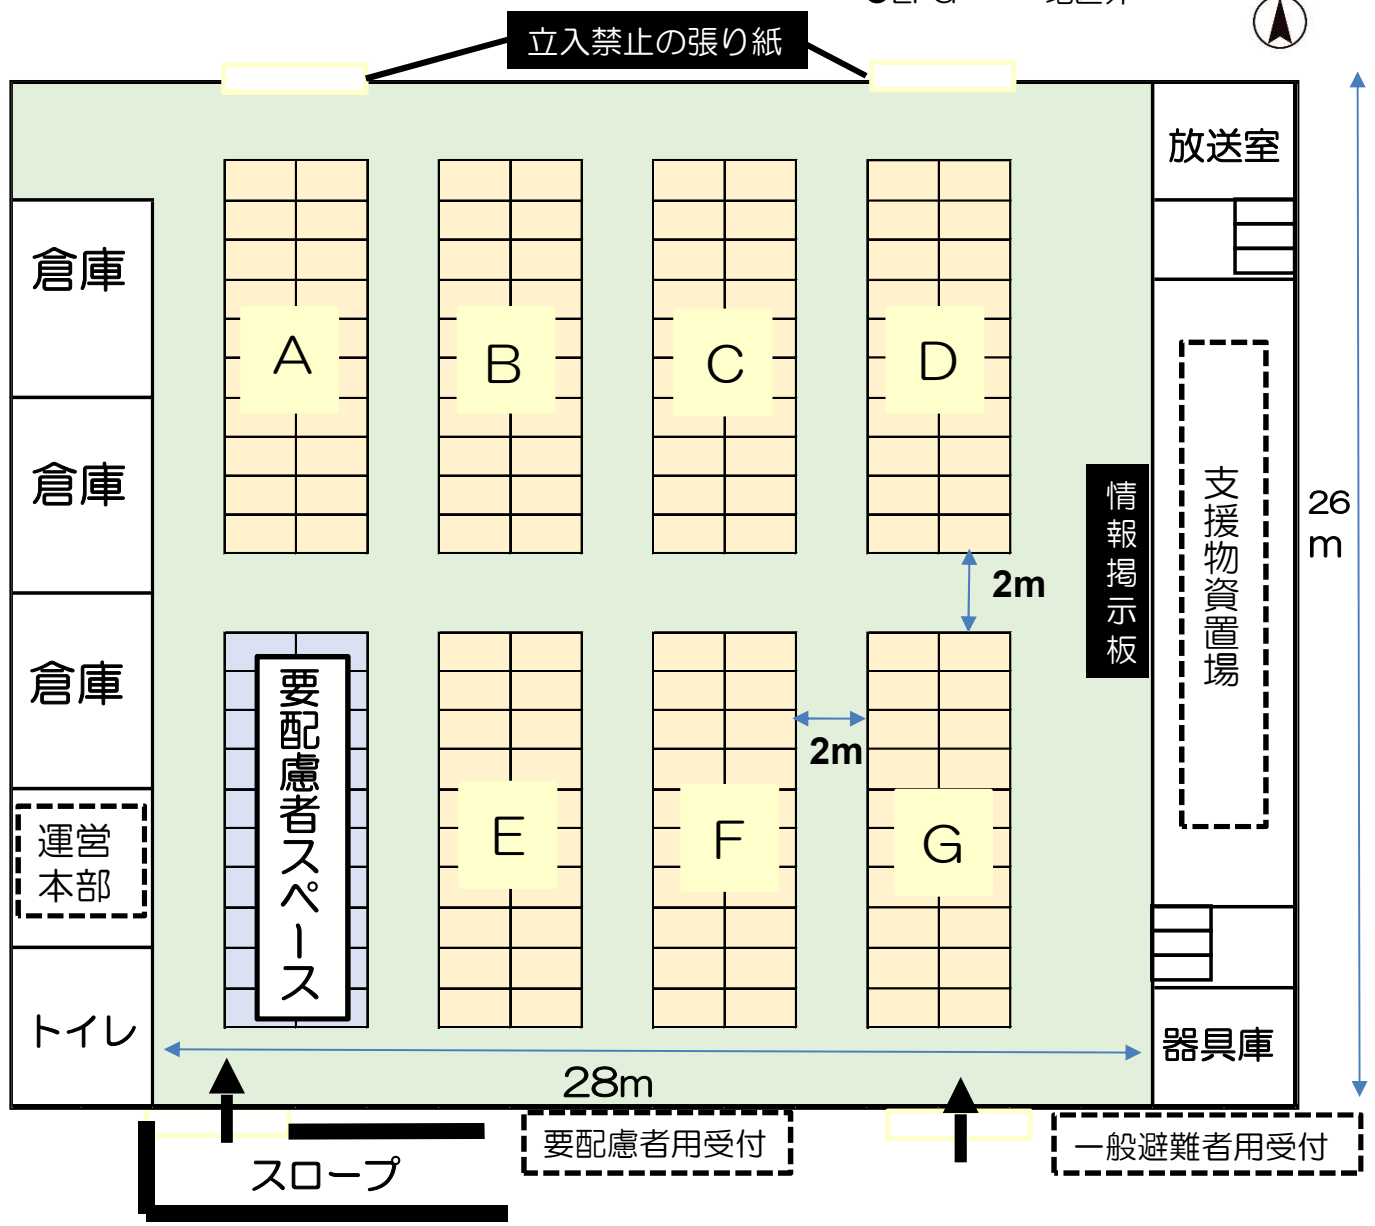 立入禁止の張り紙
放送室
倉庫
A
B
C
D
倉庫
情報掲示板
支援物資置場
26
m
2m
倉庫
要配慮者スペース
2m
運営
本部
E
F
G
トイレ
器具庫
28m
要配慮者用受付
一般避難者用受付
スロープ